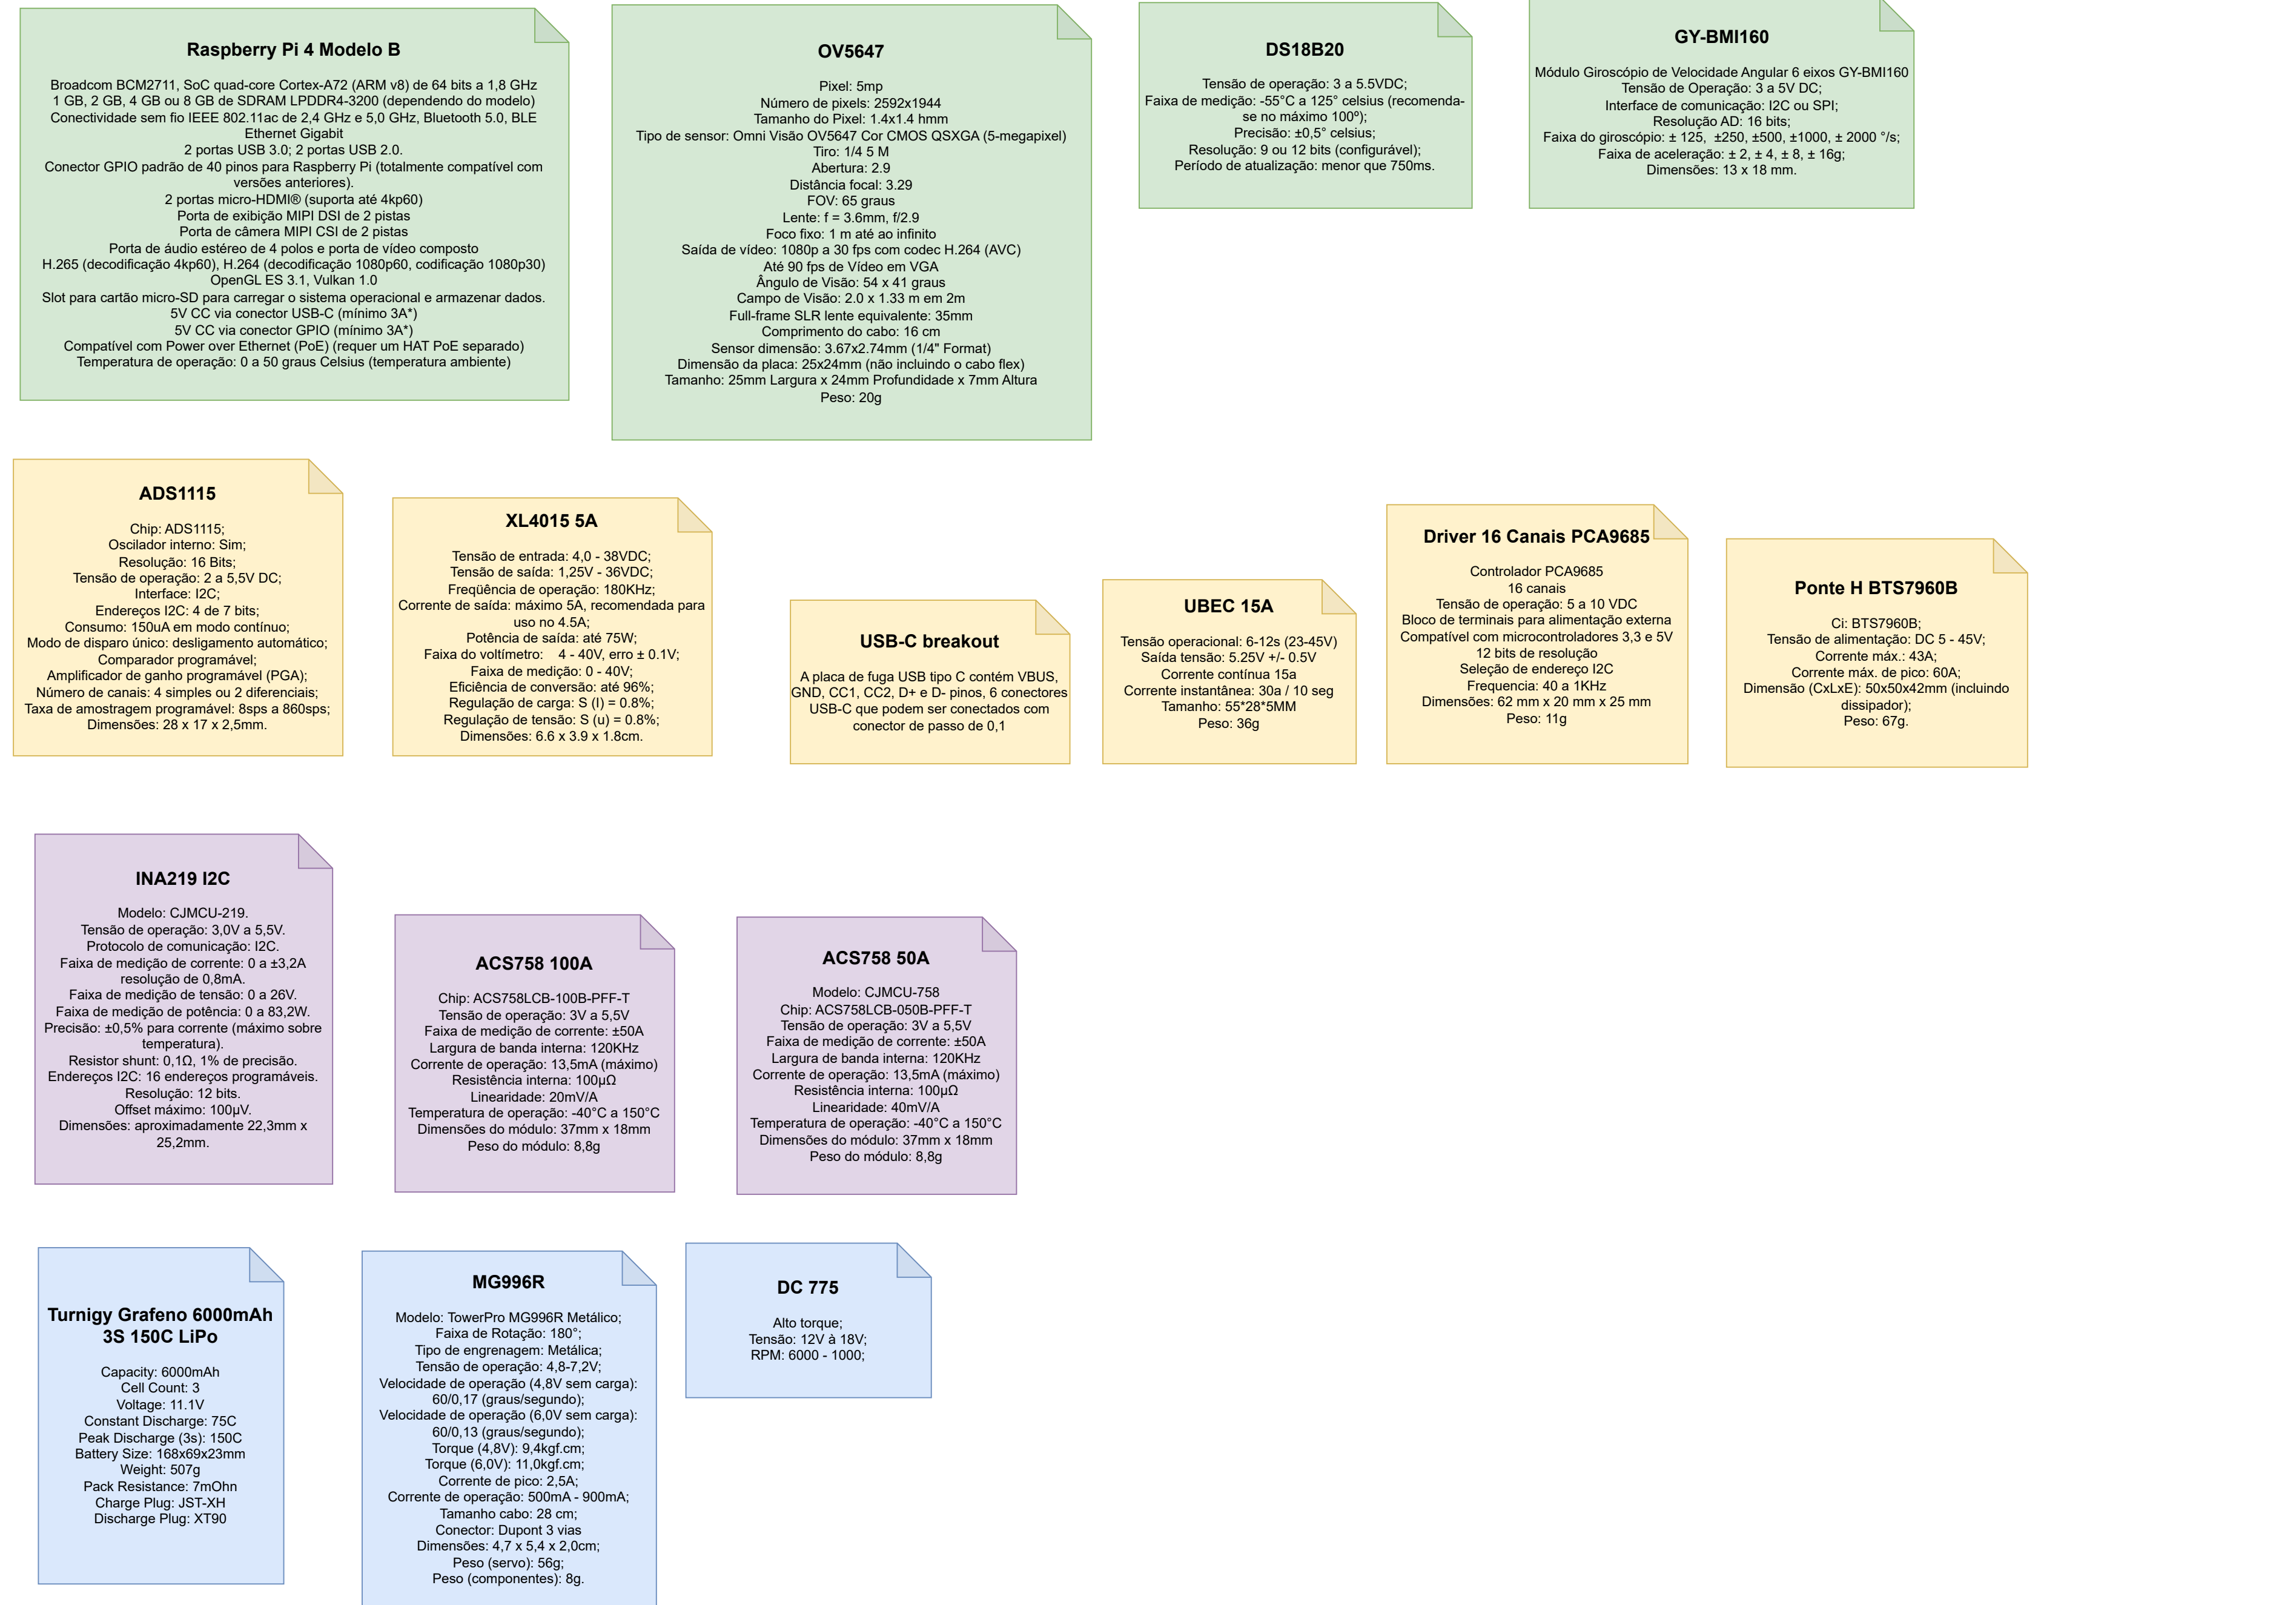 Raspberry Pi 4 Modelo B
Broadcom BCM2711, SoC quad-core Cortex-A72 (ARM v8) de 64 bits a 1,8 GHz
1 GB, 2 GB, 4 GB ou 8 GB de SDRAM LPDDR4-3200 (dependendo do modelo)
Conectividade sem fio IEEE 802.11ac de 2,4 GHz e 5,0 GHz, Bluetooth 5.0, BLE
Ethernet Gigabit
2 portas USB 3.0; 2 portas USB 2.0.
Conector GPIO padrão de 40 pinos para Raspberry Pi (totalmente compatível com
versões anteriores).
2 portas micro-HDMI® (suporta até 4kp60)
Porta de exibição MIPI DSI de 2 pistas
Porta de câmera MIPI CSI de 2 pistas
Porta de áudio estéreo de 4 polos e porta de vídeo composto
H.265 (decodificação 4kp60), H.264 (decodificação 1080p60, codificação 1080p30)
OpenGL ES 3.1, Vulkan 1.0
Slot para cartão micro-SD para carregar o sistema operacional e armazenar dados.
5V CC via conector USB-C (mínimo 3A*)
5V CC via conector GPIO (mínimo 3A*)
Compatível com Power over Ethernet (PoE) (requer um HAT PoE separado)
Temperatura de operação: 0 a 50 graus Celsius (temperatura ambiente)
OV5647
Pixel: 5mp
Número de pixels: 2592x1944
Tamanho do Pixel: 1.4x1.4 hmm
Tipo de sensor: Omni Visão OV5647 Cor CMOS QSXGA (5-megapixel)
Tiro: 1/4 5 M
Abertura: 2.9
Distância focal: 3.29
FOV: 65 graus
Lente: f = 3.6mm, f/2.9
Foco fixo: 1 m até ao infinito
Saída de vídeo: 1080p a 30 fps com codec H.264 (AVC)
Até 90 fps de Vídeo em VGA
Ângulo de Visão: 54 x 41 graus
Campo de Visão: 2.0 x 1.33 m em 2m
Full-frame SLR lente equivalente: 35mm
Comprimento do cabo: 16 cm
Sensor dimensão: 3.67x2.74mm (1/4" Format)
Dimensão da placa: 25x24mm (não incluindo o cabo flex)
Tamanho: 25mm Largura x 24mm Profundidade x 7mm Altura
Peso: 20g
DS18B20
Tensão de operação: 3 a 5.5VDC;
Faixa de medição: -55°C a 125° celsius (recomenda-
se no máximo 100º);
Precisão: ±0,5° celsius;
Resolução: 9 ou 12 bits (configurável);
Período de atualização: menor que 750ms.
GY-BMI160
Módulo Giroscópio de Velocidade Angular 6 eixos GY-BMI160
Tensão de Operação: 3 a 5V DC;
Interface de comunicação: I2C ou SPI;
Resolução AD: 16 bits;
Faixa do giroscópio: ± 125, ±250, ±500, ±1000, ± 2000 °/s;
Faixa de aceleração: ± 2, ± 4, ± 8, ± 16g;
Dimensões: 13 x 18 mm.
ADS1115
Chip: ADS1115;
Oscilador interno: Sim;
Resolução: 16 Bits;
Tensão de operação: 2 a 5,5V DC;
Interface: I2C;
Endereços I2C: 4 de 7 bits;
Consumo: 150uA em modo contínuo;
Modo de disparo único: desligamento automático;
Comparador programável;
Amplificador de ganho programável (PGA);
Número de canais: 4 simples ou 2 diferenciais;
Taxa de amostragem programável: 8sps a 860sps;
Dimensões: 28 x 17 x 2,5mm.
XL4015 5A
Tensão de entrada: 4,0 - 38VDC;
Tensão de saída: 1,25V - 36VDC;
Freqüência de operação: 180KHz;
Corrente de saída: máximo 5A, recomendada para
uso no 4.5A;
Potência de saída: até 75W;
Faixa do voltímetro: 4 - 40V, erro ± 0.1V;
Faixa de medição: 0 - 40V;
Eficiência de conversão: até 96%;
Regulação de carga: S (I) = 0.8%;
Regulação de tensão: S (u) = 0.8%;
Dimensões: 6.6 x 3.9 x 1.8cm.
USB-C breakout
A placa de fuga USB tipo C contém VBUS,
GND, CC1, CC2, D+ e D- pinos, 6 conectores
USB-C que podem ser conectados com
conector de passo de 0,1
UBEC 15A
Tensão operacional: 6-12s (23-45V)
Saída tensão: 5.25V +/- 0.5V
Corrente contínua 15a
Corrente instantânea: 30a / 10 seg
Tamanho: 55*28*5MM
Peso: 36g
Driver 16 Canais PCA9685
Controlador PCA9685
16 canais
Tensão de operação: 5 a 10 VDC
Bloco de terminais para alimentação externa
Compatível com microcontroladores 3,3 e 5V
12 bits de resolução
Seleção de endereço I2C
Frequencia: 40 a 1KHz
Dimensões: 62 mm x 20 mm x 25 mm
Peso: 11g
Ponte H BTS7960B
Ci: BTS7960B;
Tensão de alimentação: DC 5 - 45V;
Corrente máx.: 43A;
Corrente máx. de pico: 60A;
Dimensão (CxLxE): 50x50x42mm (incluindo
dissipador);
Peso: 67g.
INA219 I2C
Modelo: CJMCU-219.
Tensão de operação: 3,0V a 5,5V.
Protocolo de comunicação: I2C.
Faixa de medição de corrente: 0 a ±3,2A
resolução de 0,8mA.
Faixa de medição de tensão: 0 a 26V.
Faixa de medição de potência: 0 a 83,2W.
Precisão: ±0,5% para corrente (máximo sobre
temperatura).
Resistor shunt: 0,1Ω, 1% de precisão.
Endereços I2C: 16 endereços programáveis.
Resolução: 12 bits.
Offset máximo: 100µV.
Dimensões: aproximadamente 22,3mm x
25,2mm.
ACS758 100A
Chip: ACS758LCB-100B-PFF-T
Tensão de operação: 3V a 5,5V
Faixa de medição de corrente: ±50A
Largura de banda interna: 120KHz
Corrente de operação: 13,5mA (máximo)
Resistência interna: 100µΩ
Linearidade: 20mV/A
Temperatura de operação: -40°C a 150°C
Dimensões do módulo: 37mm x 18mm
Peso do módulo: 8,8g
ACS758 50A
Modelo: CJMCU-758
Chip: ACS758LCB-050B-PFF-T
Tensão de operação: 3V a 5,5V
Faixa de medição de corrente: ±50A
Largura de banda interna: 120KHz
Corrente de operação: 13,5mA (máximo)
Resistência interna: 100µΩ
Linearidade: 40mV/A
Temperatura de operação: -40°C a 150°C
Dimensões do módulo: 37mm x 18mm
Peso do módulo: 8,8g
Turnigy Grafeno 6000mAh
3S 150C LiPo
Capacity: 6000mAh
Cell Count: 3
Voltage: 11.1V
Constant Discharge: 75C
Peak Discharge (3s): 150C
Battery Size: 168x69x23mm
Weight: 507g
Pack Resistance: 7mOhn
Charge Plug: JST-XH
Discharge Plug: XT90
MG996R
Modelo: TowerPro MG996R Metálico;
Faixa de Rotação: 180°;
Tipo de engrenagem: Metálica;
Tensão de operação: 4,8-7,2V;
Velocidade de operação (4,8V sem carga):
60/0,17 (graus/segundo);
Velocidade de operação (6,0V sem carga):
60/0,13 (graus/segundo);
Torque (4,8V): 9,4kgf.cm;
Torque (6,0V): 11,0kgf.cm;
Corrente de pico: 2,5A;
Corrente de operação: 500mA - 900mA;
Tamanho cabo: 28 cm;
Conector: Dupont 3 vias
Dimensões: 4,7 x 5,4 x 2,0cm;
Peso (servo): 56g;
Peso (componentes): 8g.
DC 775
Alto torque;
Tensão: 12V à 18V;
RPM: 6000 - 1000;